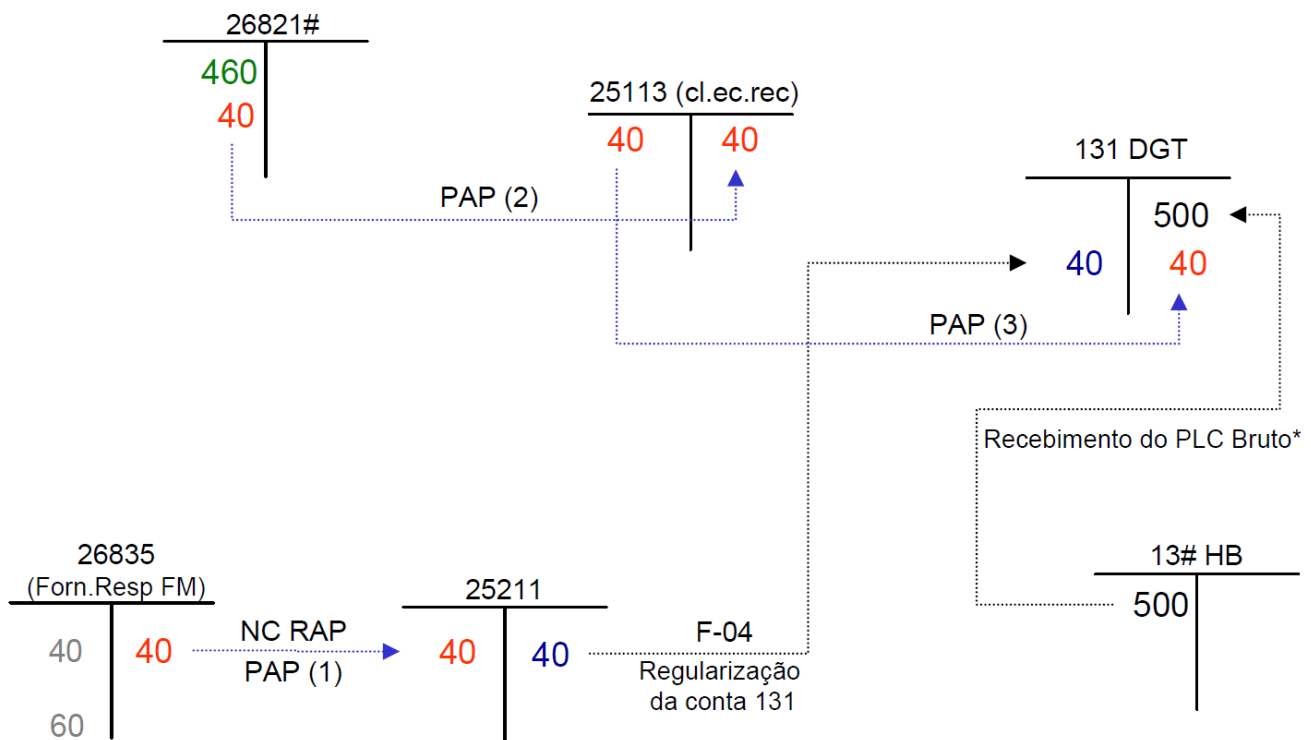 26821#
460
40
25113 (cl.ec.rec)
40 40
131 DGT
500
40 40
PAP (2)
PAP (3)
Recebimento do PLC Bruto*
26835
(Forn.Resp FM)
40 40
60
NC RAP
PAP (1)
25211
40 40
F-04
Regularização
da conta 131
13# HB
500